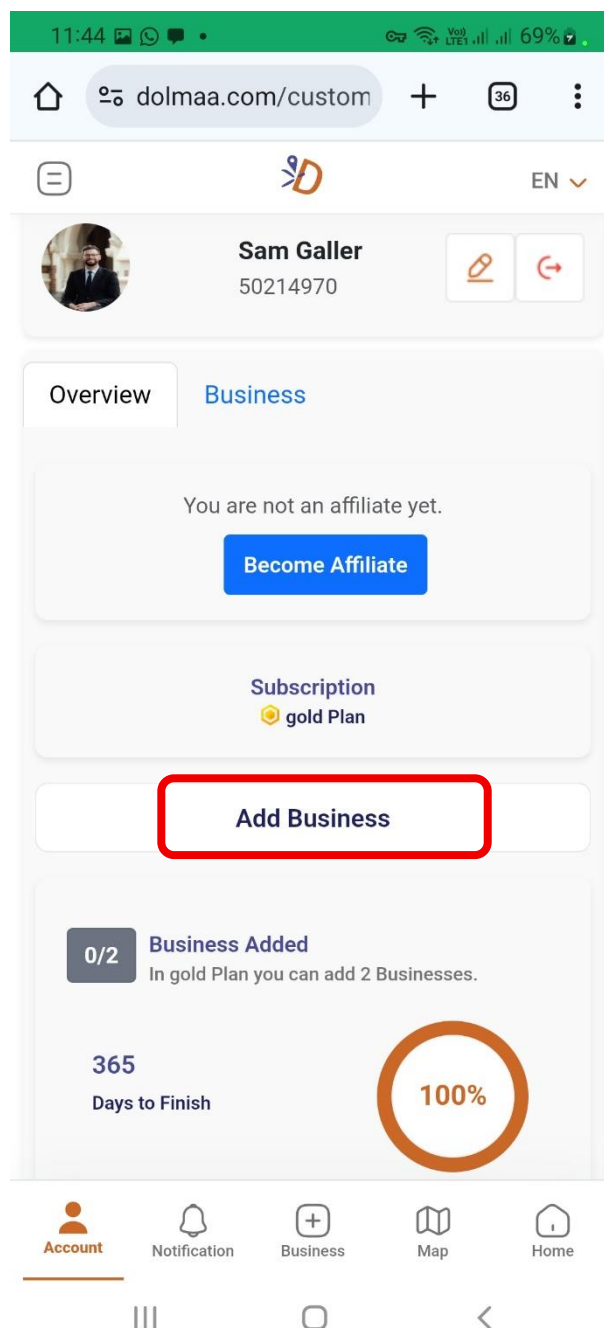 11:44
Vo)) LTE1 69%
dolmaa.com/custom
36
EN
Sam Galler
50214970
Overview Business
You are not an affiliate yet.
Become Affiliate
Subscription
gold Plan
Add Business
0/2
Business Added
In gold Plan you can add 2 Businesses.
365
Days to Finish
100%
Account Notification Business Map Home